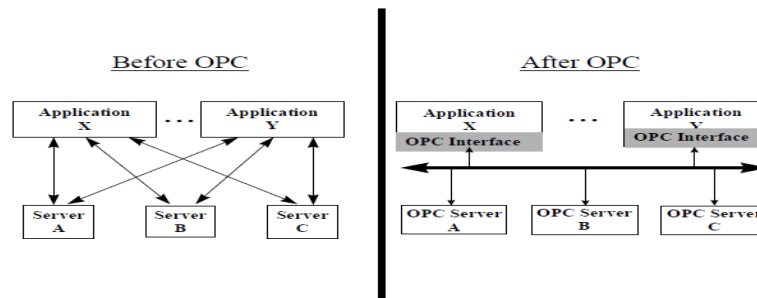 Before OPC
Application
X
...
Application
Y
Server
A
Server
B
Server
C
After OPC
Application
X
OPC Interface
...
Application
Y
OPC Interface
OPC Server
A
OPC Server
B
OPC Server
C